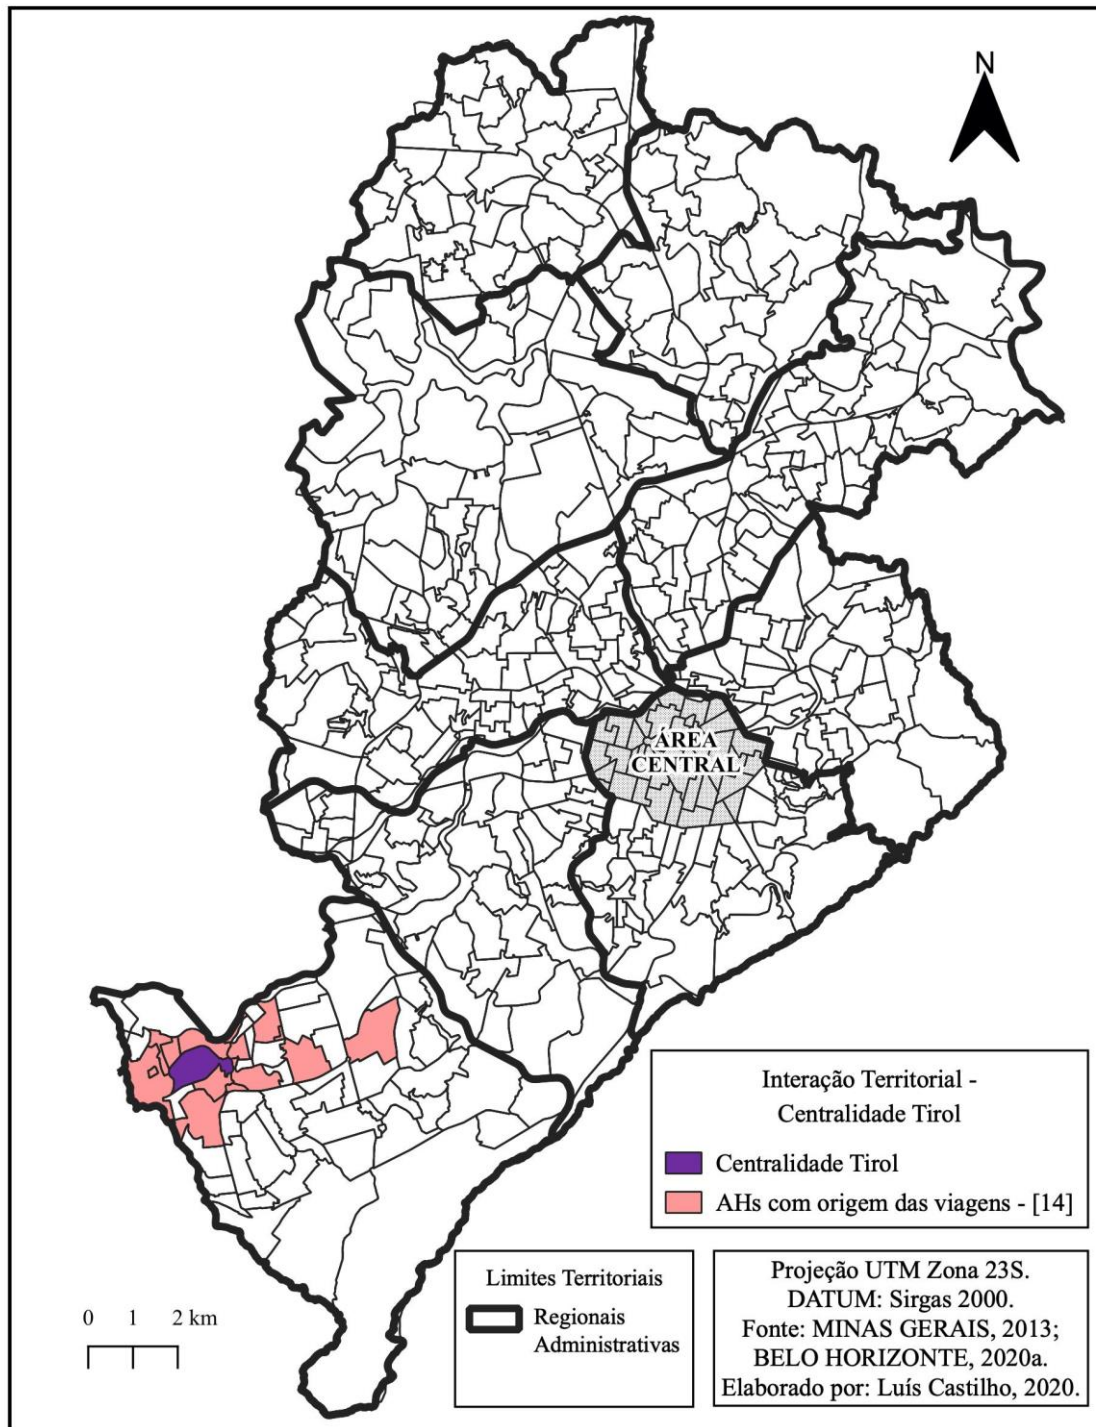 N
ÁREA
CENTRAL
Interação Territorial -
Centralidade Tirol
Centralidade Tirol
AHs com origem das viagens - [14]
Limites Territoriais
Regionais
Administrativas
Projeção UTM Zona 23S.
DATUM: Sirgas 2000.
Fonte: MINAS GERAIS, 2013;
BELO HORIZONTE, 2020a.
Elaborado por: Luís Castilho, 2020.
0 1 2 km